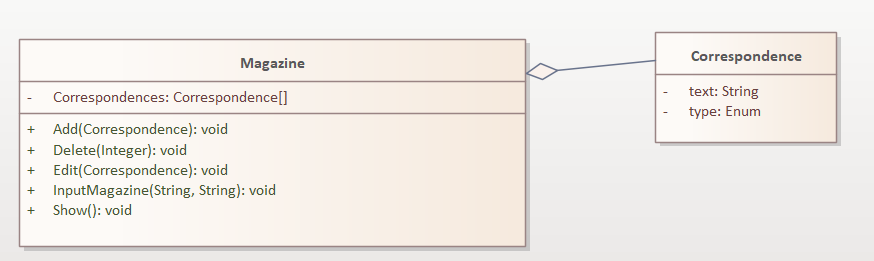 Magazine
- Correspondences: Correspondence[]
+ Add(Correspondence): void
+ Delete(Integer): void
+ Edit(Correspondence): void
+ InputMagazine(String, String): void
+ Show(): void
Correspondence
- text: String
- type: Enum